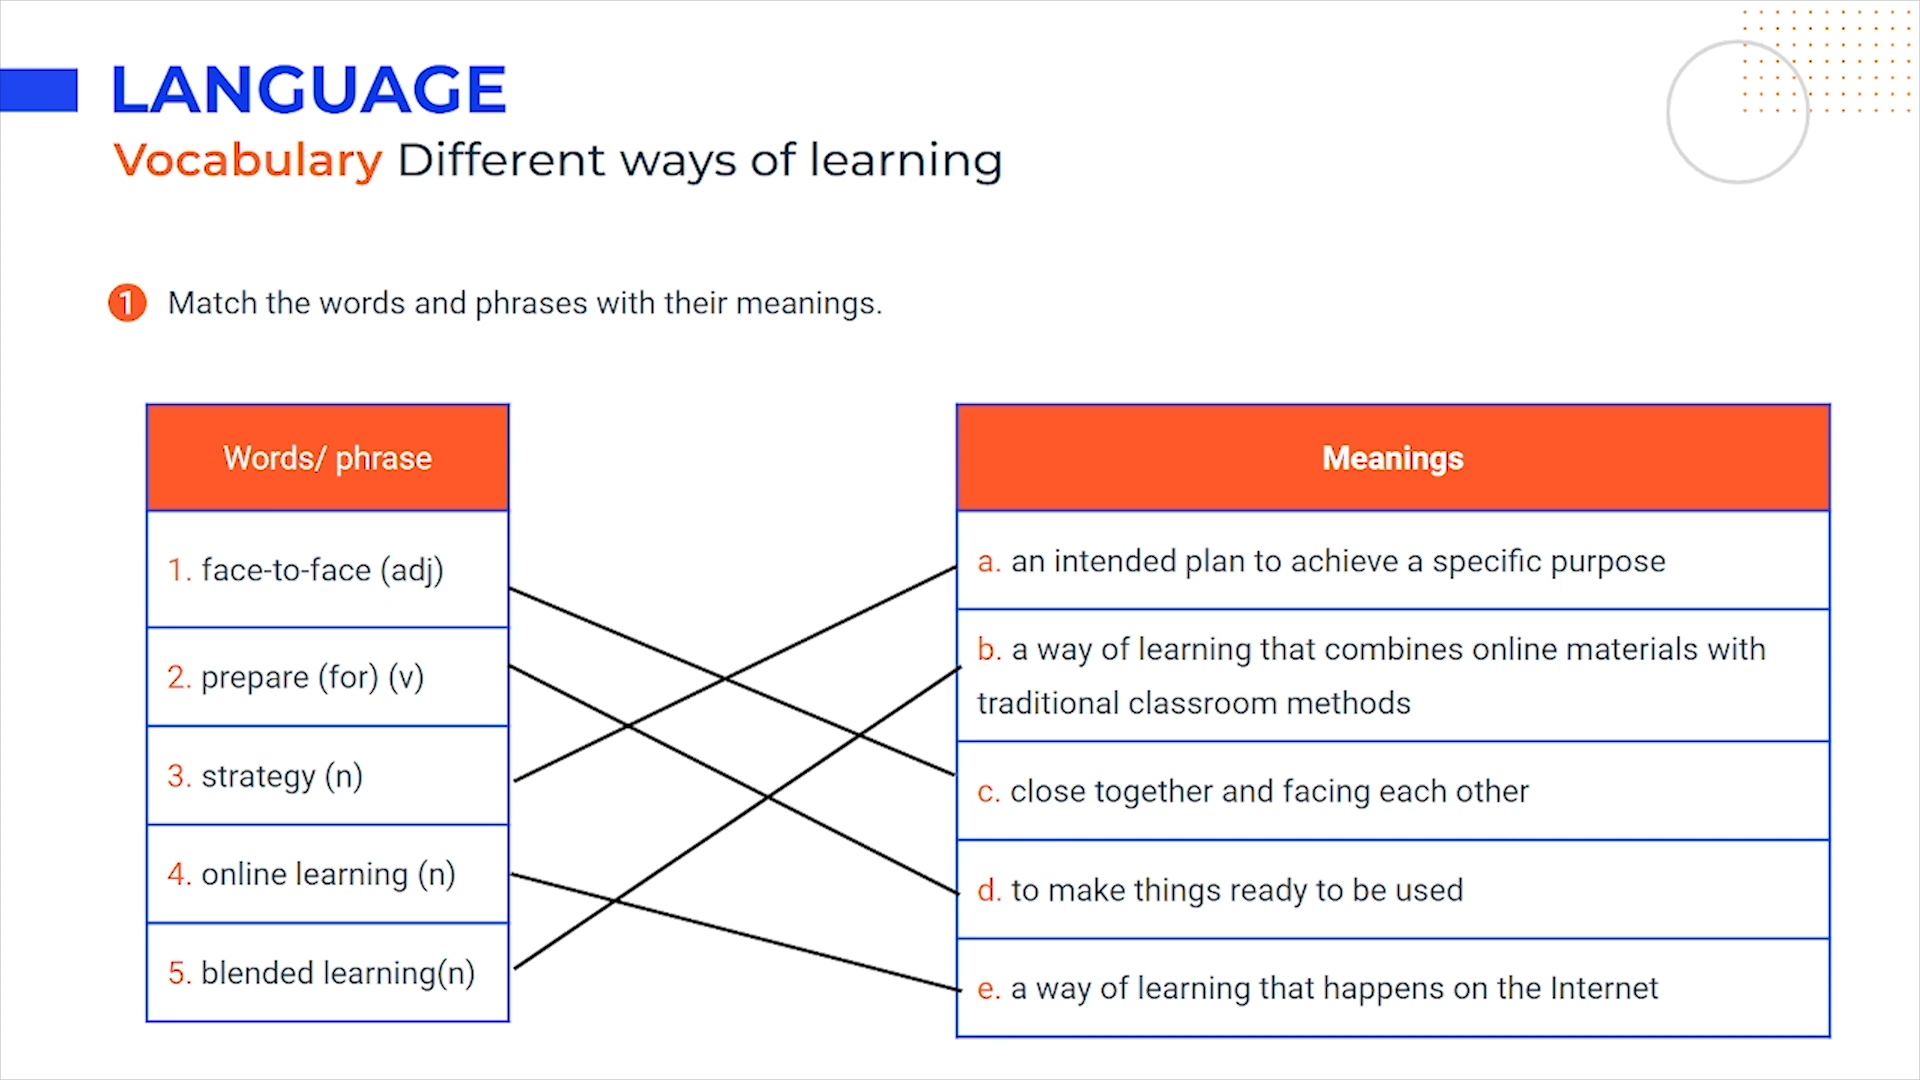 LANGUAGE
Vocabulary Different ways of learning
1 Match the words and phrases with their meanings.
Words/ phrase
1. face-to-face (adj)
2. prepare (for) (v)
3. strategy (n)
4. online learning (n)
5. blended learning(n)
Meanings
a. an intended plan to achieve a specific purpose
b. a way of learning that combines online materials with
traditional classroom methods
c. close together and facing each other
d. to make things ready to be used
e. a way of learning that happens on the Internet